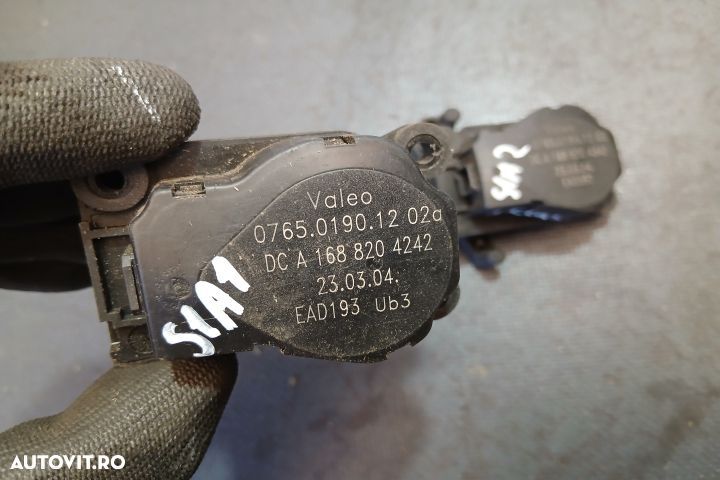 Valeo
0765.0190.12 02a
DC A 168 820 4242
23.03.04.
EAD193 Ub3
S1A1
S1A2
AUTOVIT.RO